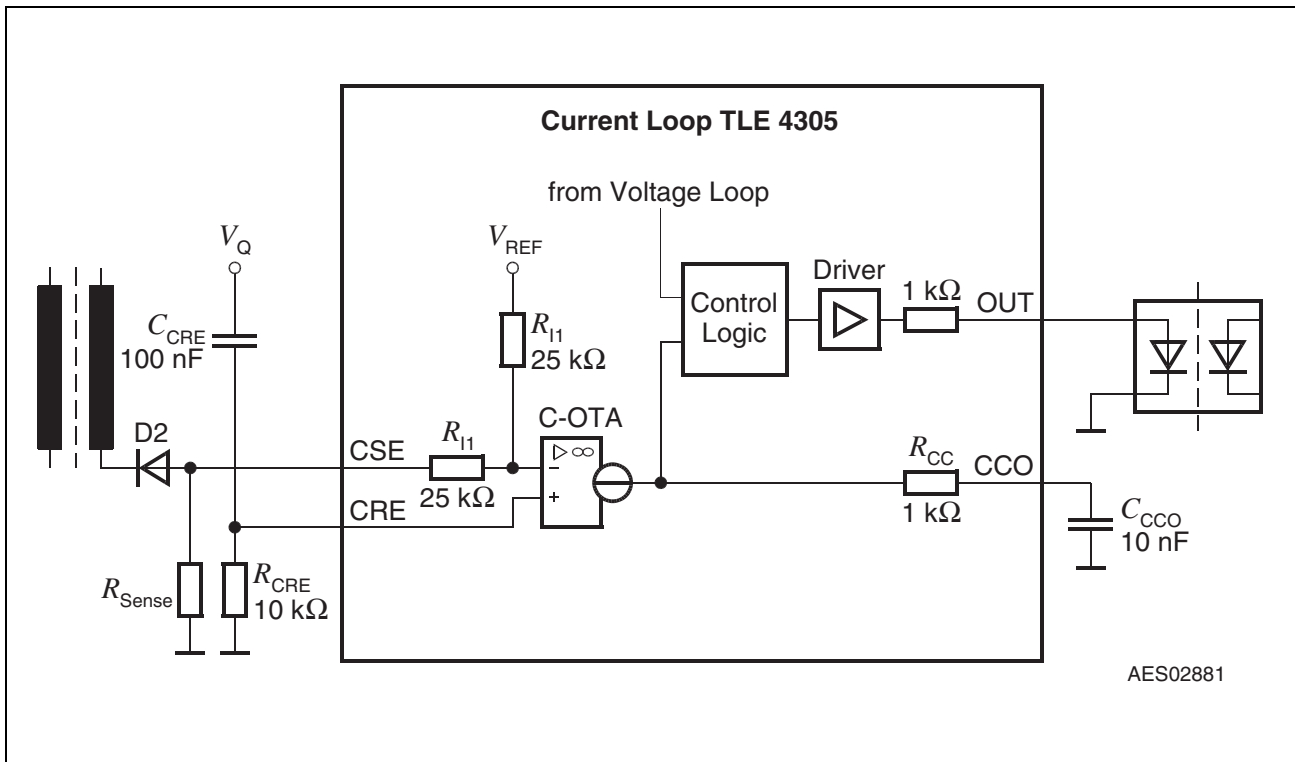 Current Loop TLE 4305
from Voltage Loop
V_Q
V_REF
Driver
1 kΩ
OUT
Control
Logic
C_CRE
100 nF
R_I1
25 kΩ
C-OTA
D2
CSE
R_I1
25 kΩ
▷ ∞
−
+
CRE
R_CC
1 kΩ
CCO
C_CCO
10 nF
R_Sense
R_CRE
10 kΩ
AES02881